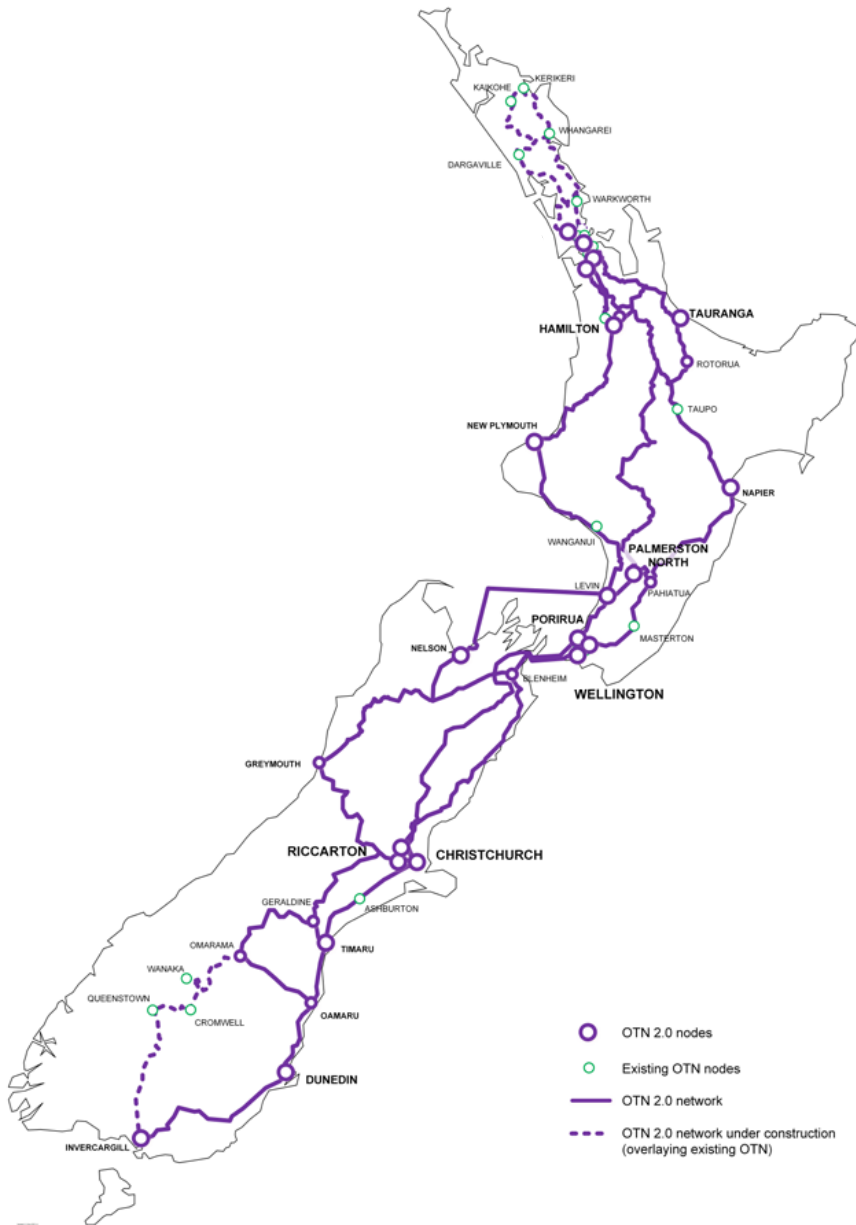 KERIKERI
KAIKOHE
WHANGAREI
DARGAVILLE
WARKWORTH
TAURANGA
HAMILTON
ROTORUA
TAUPO
NEW PLYMOUTH
NAPIER
WANGANUI
PALMERSTON
NORTH
LEVIN
PAHIATUA
PORIRUA
MASTERTON
NELSON
BLENHEIM
WELLINGTON
GREYMOUTH
RICCARTON
CHRISTCHURCH
GERALDINE
ASHBURTON
OMARAMA
TIMARU
WANAKA
QUEENSTOWN
CROMWELL
OAMARU
DUNEDIN
INVERCARGILL
OTN 2.0 nodes
Existing OTN nodes
OTN 2.0 network
OTN 2.0 network under construction
(overlaying existing OTN)